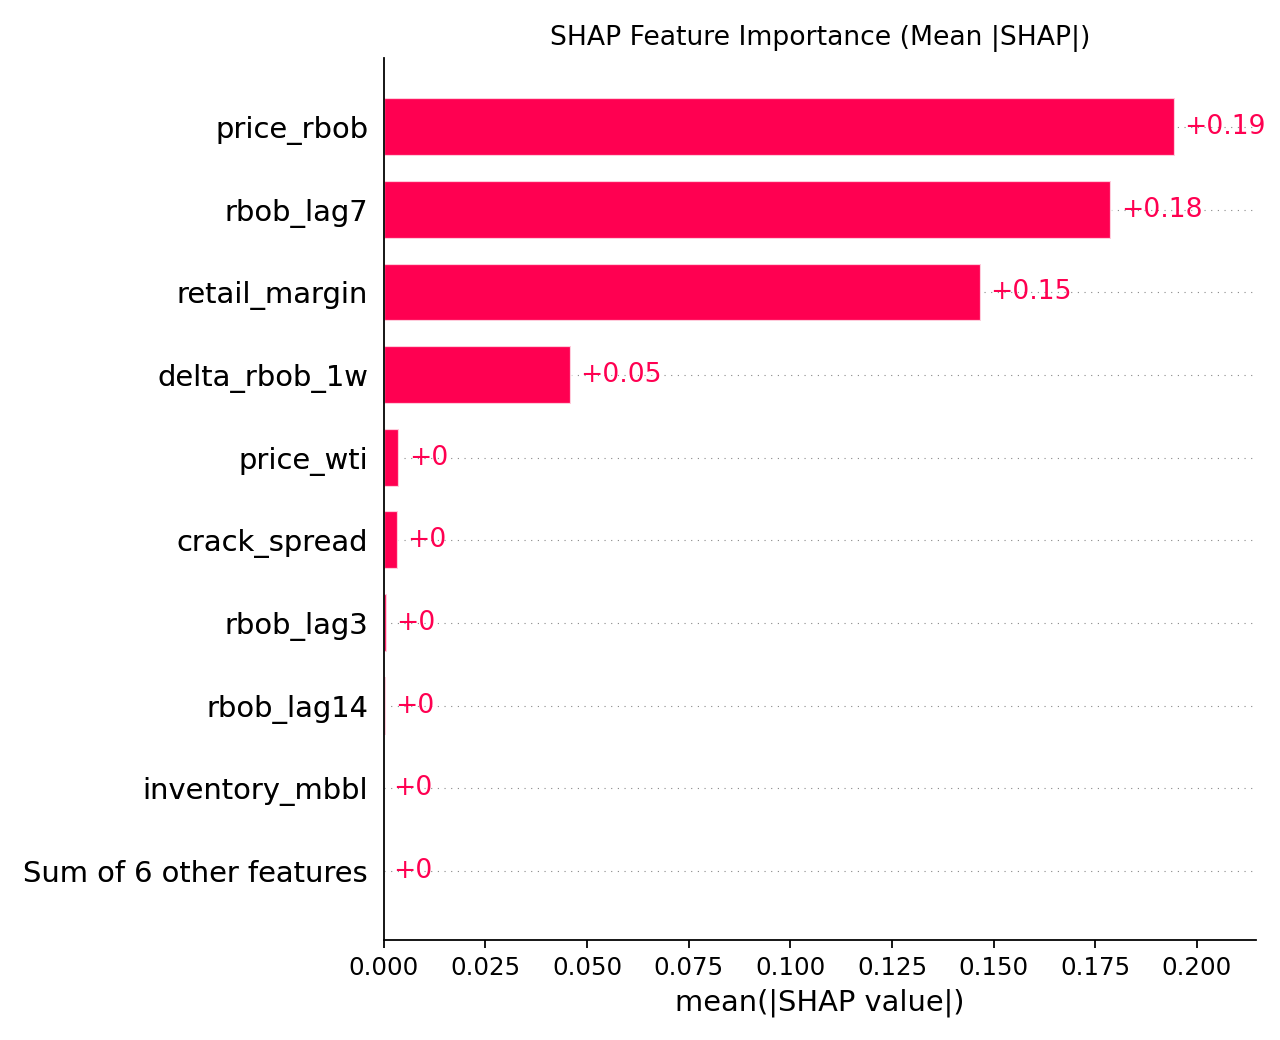 SHAP Feature Importance (Mean |SHAP|)
price_rbob +0.19
rbob_lag7 +0.18
retail_margin +0.15
delta_rbob_1w +0.05
price_wti +0
crack_spread +0
rbob_lag3 +0
rbob_lag14 +0
inventory_mbbl +0
Sum of 6 other features +0
0.000 0.025 0.050 0.075 0.100 0.125 0.150 0.175 0.200
mean(|SHAP value|)